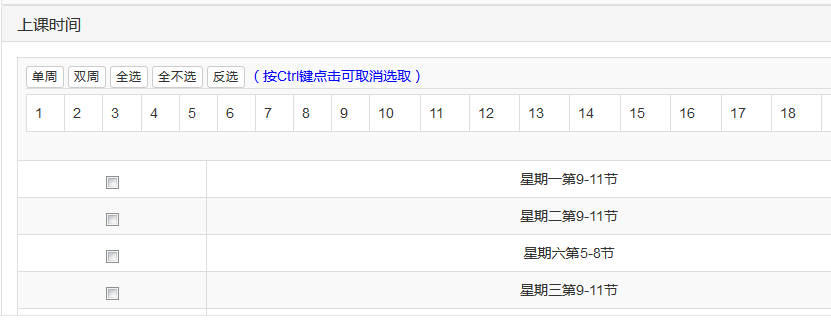 上课时间
单周 双周 全选 全不选 反选 （按Ctrl键点击可取消选取）
1 2 3 4 5 6 7 8 9 10 11 12 13 14 15 16 17 18
星期一第9-11节
星期二第9-11节
星期六第5-8节
星期三第9-11节